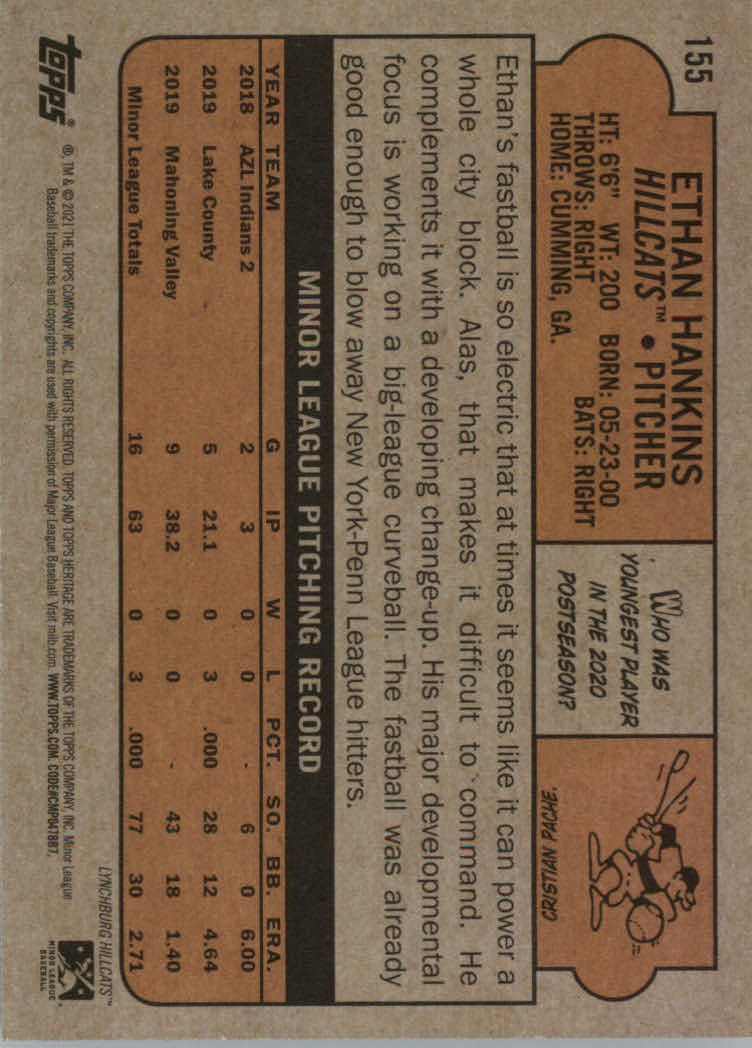 155
ETHAN HANKINS
HILLCATS™ • PITCHER
HT: 6'6" WT: 200 BORN: 05-23-00
THROWS: RIGHT BATS: RIGHT
HOME: CUMMING, GA.
WHO WAS
YOUNGEST PLAYER
IN THE 2020
POSTSEASON?
CRISTIAN PACHE.
Ethan's fastball is so electric that at times it seems like it can power a
whole city block. Alas, that makes it difficult to command. He
complements it with a developing change-up. His major developmental
focus is working on a big-league curveball. The fastball was already
good enough to blow away New York-Penn League hitters.
MINOR LEAGUE PITCHING RECORD
YEAR TEAM G IP W L PCT. SO. BB. ERA.
2018 AZL Indians 2 2 3 0 0 - 6 0 6.00
2019 Lake County 5 21.1 0 3 .000 28 12 4.64
2019 Mahoning Valley 9 38.2 0 0 - 43 18 1.40
Minor League Totals 16 63 0 3 .000 77 30 2.71
LYNCHBURG HILLCATS™
topps®
®, TM & © 2021 THE TOPPS COMPANY, INC. ALL RIGHTS RESERVED. TOPPS AND TOPPS HERITAGE ARE TRADEMARKS OF THE TOPPS COMPANY, INC. Minor League
Baseball trademarks and copyrights are used with permission of Major League Baseball. Visit milb.com. WWW.TOPPS.COM. CODE#CMP047887.
MINOR LEAGUE
BASEBALL